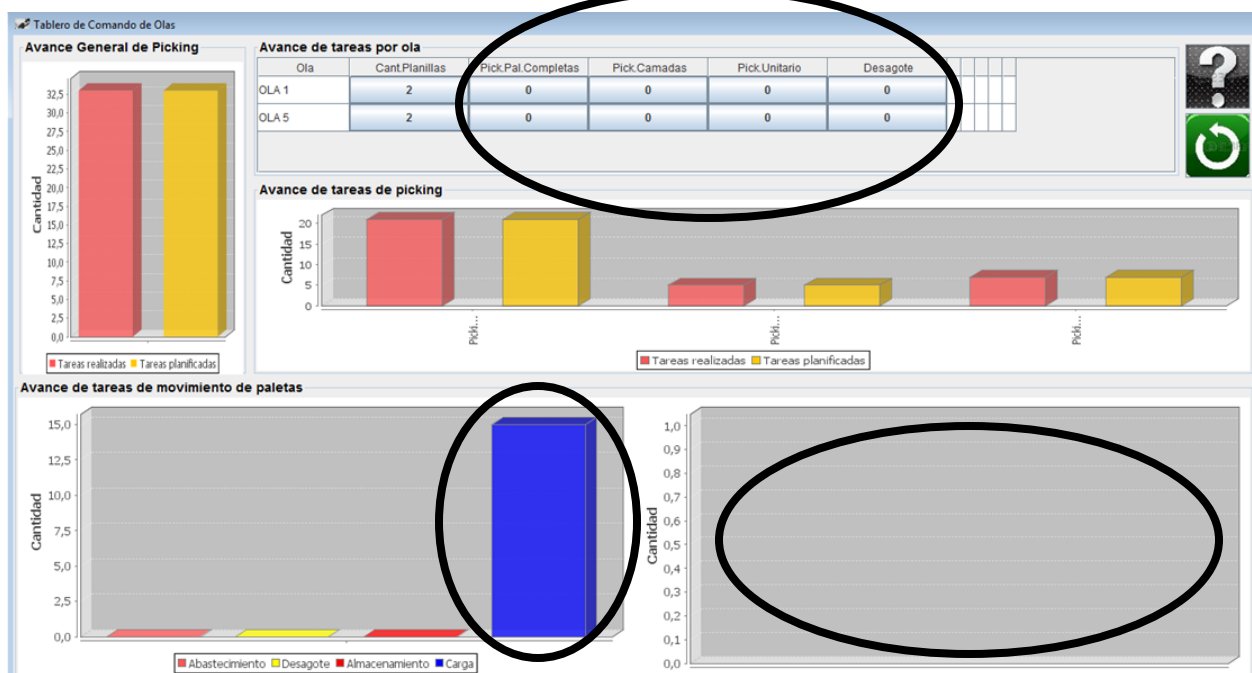 Tablero de Comando de Olas
Avance General de Picking
32,5
30,0
27,5
25,0
22,5
20,0
17,5
15,0
12,5
10,0
7,5
5,0
2,5
0,0
Cantidad
Tareas realizadas Tareas planificadas
Avance de tareas por ola
Ola Cant.Planillas Pick.Pal.Completas Pick.Camadas Pick.Unitario Desagote
OLA 1 2 0 0 0 0
OLA 5 2 0 0 0 0
?
Avance de tareas de picking
20
15
10
5
0
Cantidad
Picki... Picki... Picki...
Tareas realizadas Tareas planificadas
Avance de tareas de movimiento de paletas
15,0
12,5
10,0
7,5
5,0
2,5
0,0
Cantidad
Abastecimiento Desagote Almacenamiento Carga
1,0
0,9
0,8
0,7
0,6
0,5
0,4
0,3
0,2
0,1
0,0
Cantidad